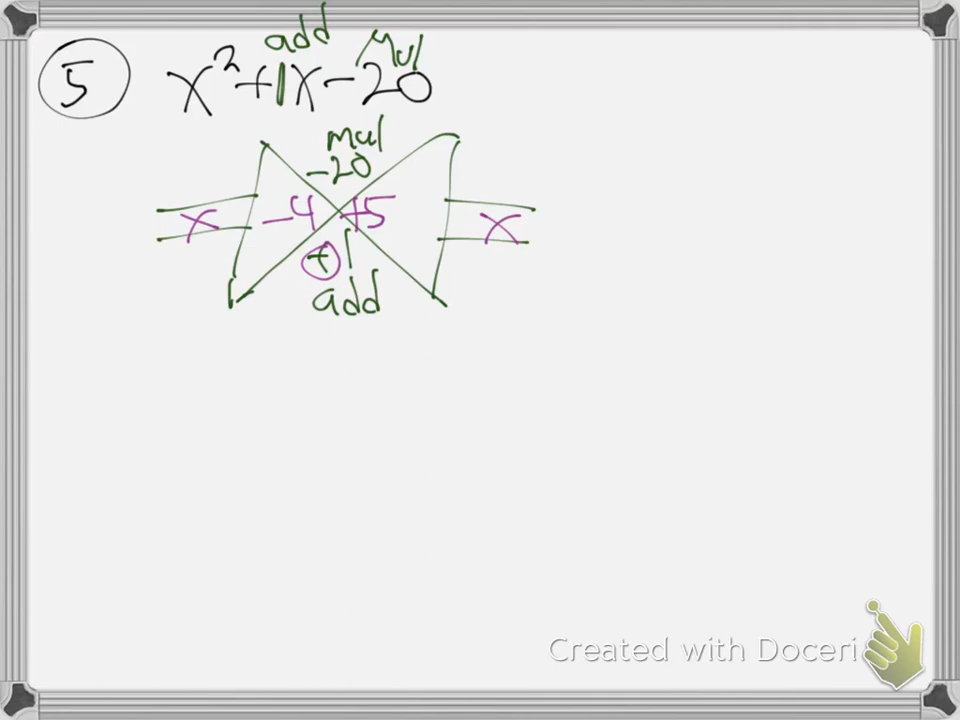 add Mul
5 x²+1x-20
mul
-20
x -4 +5 x
+1
add
Created with Doceri